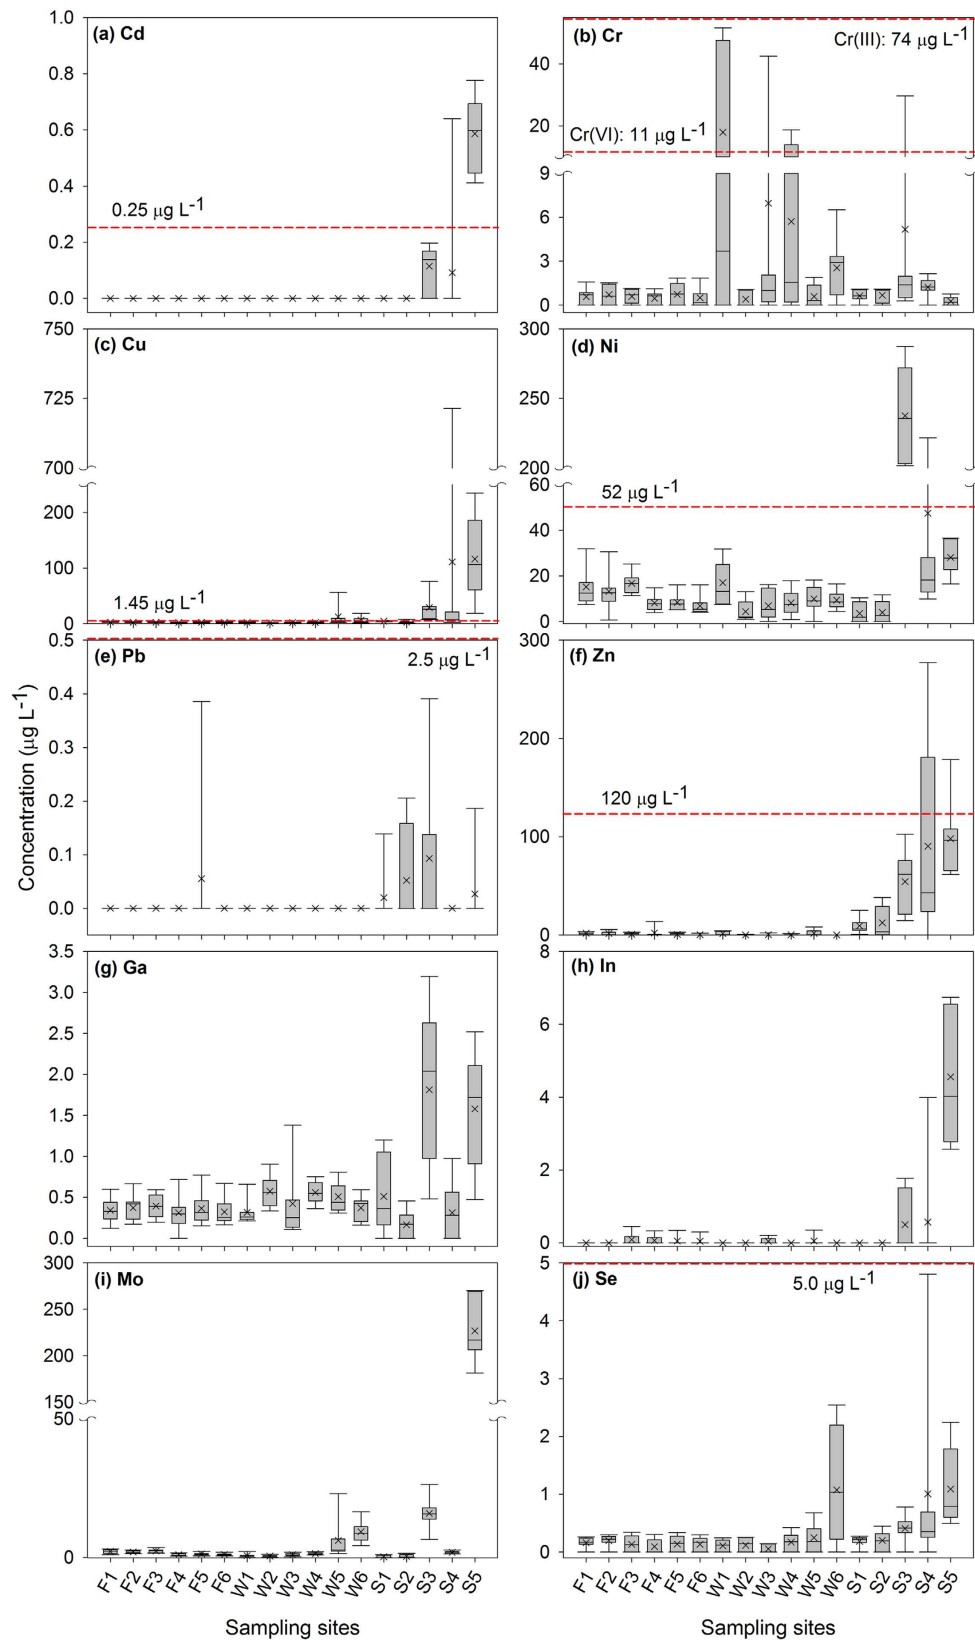 (a) Cd
1.0
0.8
0.6
0.4
0.2
0.0
0.25 μg L-1
(b) Cr
Cr(III): 74 μg L-1
Cr(VI): 11 μg L-1
40
20
9
6
3
0
(c) Cu
750
725
700
200
100
0
1.45 μg L-1
(d) Ni
300
250
200
60
40
20
0
52 μg L-1
(e) Pb
2.5 μg L-1
0.5
0.4
0.3
0.2
0.1
0.0
Concentration (μg L-1)
(f) Zn
300
200
100
0
120 μg L-1
(g) Ga
3.5
3.0
2.5
2.0
1.5
1.0
0.5
0.0
(h) In
8
6
4
2
0
(i) Mo
300
250
200
150
50
0
F1 F2 F3 F4 F5 F6 W1 W2 W3 W4 W5 W6 S1 S2 S3 S4 S5
Sampling sites
(j) Se
5.0 μg L-1
5
4
3
2
1
0
F1 F2 F3 F4 F5 F6 W1 W2 W3 W4 W5 W6 S1 S2 S3 S4 S5
Sampling sites